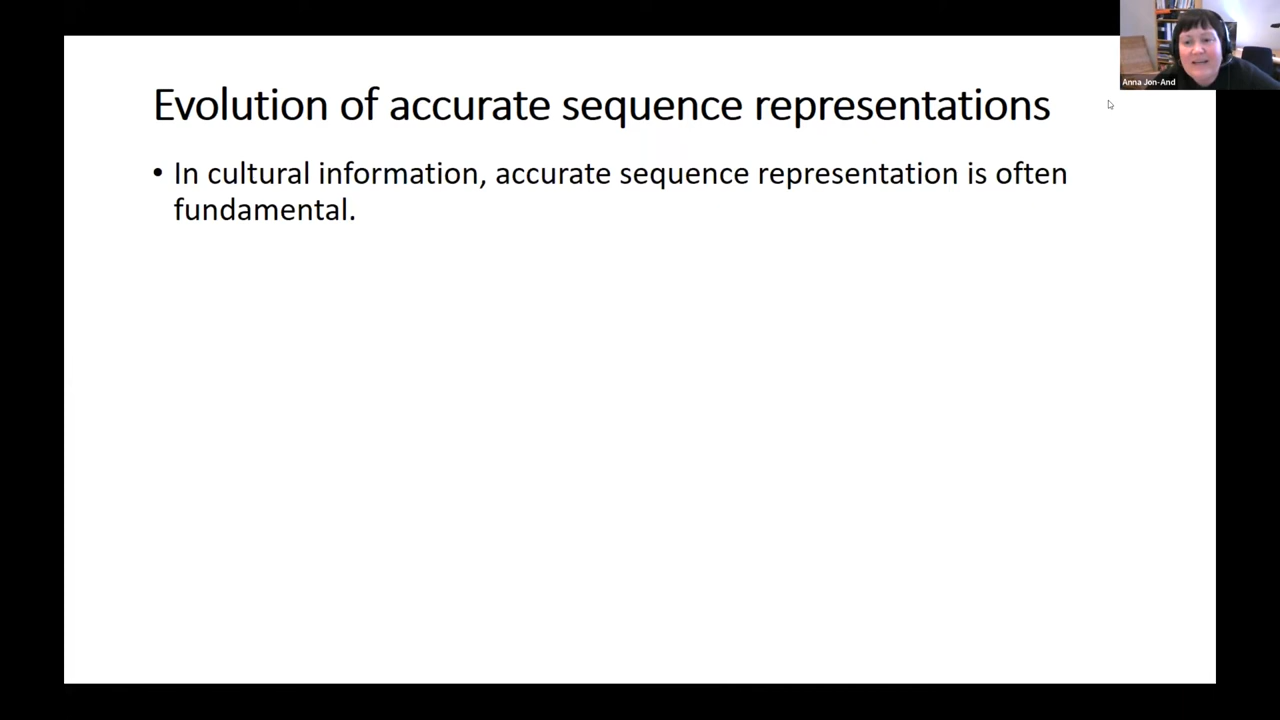 Anna Jon-And
Evolution of accurate sequence representations
• In cultural information, accurate sequence representation is often
fundamental.